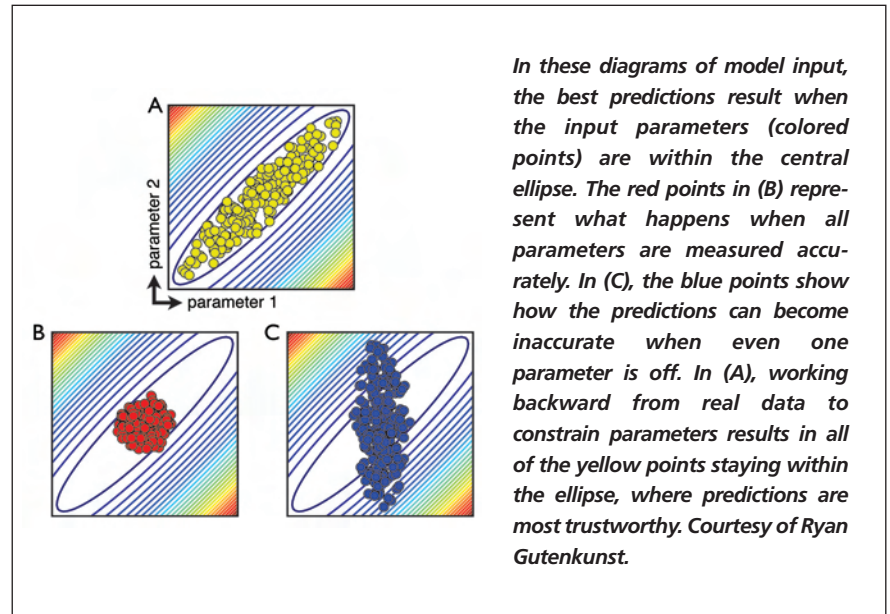 A
parameter 2
parameter 1
B
C
In these diagrams of model input,
the best predictions result when
the input parameters (colored
points) are within the central
ellipse. The red points in (B) repre-
sent what happens when all
parameters are measured accu-
rately. In (C), the blue points show
how the predictions can become
inaccurate when even one
parameter is off. In (A), working
backward from real data to
constrain parameters results in all
of the yellow points staying within
the ellipse, where predictions are
most trustworthy. Courtesy of Ryan
Gutenkunst.